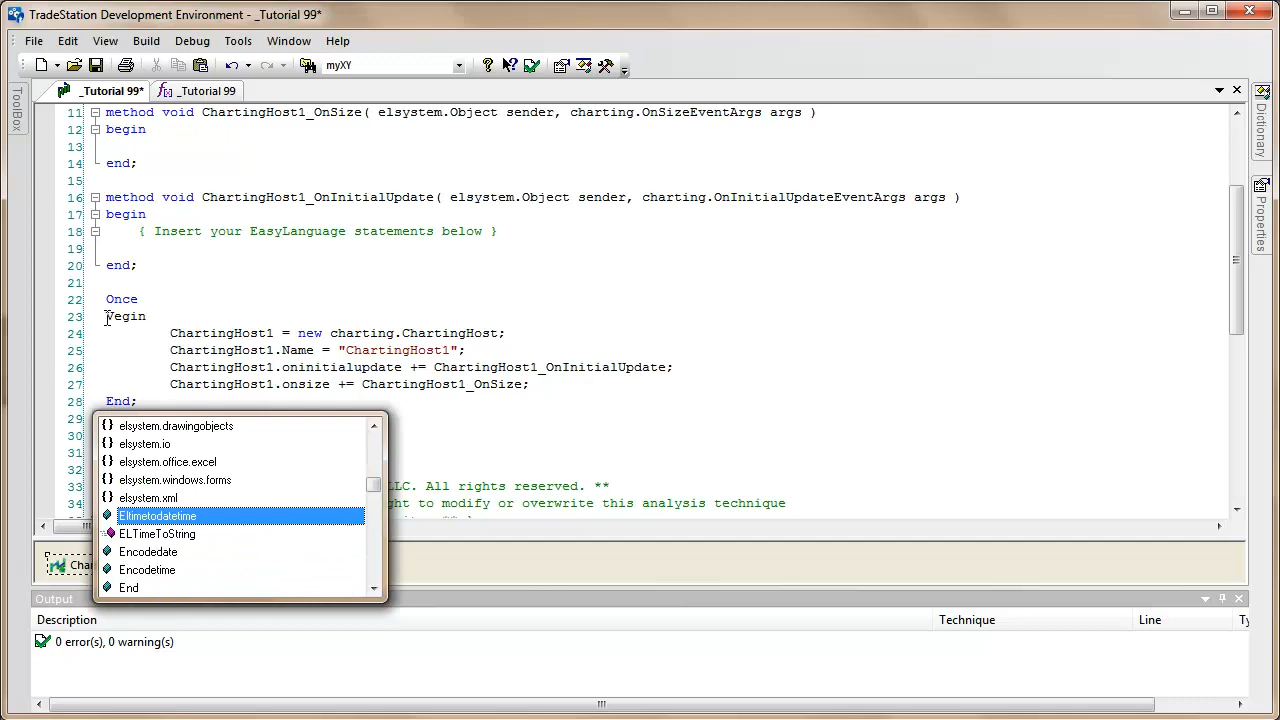 TradeStation Development Environment - _Tutorial 99*
File Edit View Build Debug Tools Window Help
myXY
_Tutorial 99* _Tutorial 99
ToolBox
Dictionary
Properties
11 method void ChartingHost1_OnSize( elsystem.Object sender, charting.OnSizeEventArgs args )
12 begin
13
14 end;
15
16 method void ChartingHost1_OnInitialUpdate( elsystem.Object sender, charting.OnInitialUpdateEventArgs args )
17 begin
18 { Insert your EasyLanguage statements below }
19
20 end;
21
22 Once
23 Begin
24 ChartingHost1 = new charting.ChartingHost;
25 ChartingHost1.Name = "ChartingHost1";
26 ChartingHost1.oninitialupdate += ChartingHost1_OnInitialUpdate;
27 ChartingHost1.onsize += ChartingHost1_OnSize;
28 End;
29
30
31
32
33 LLC. All rights reserved. **
34 to modify or overwrite this analysis technique
elsystem.drawingobjects
elsystem.io
elsystem.office.excel
elsystem.windows.forms
elsystem.xml
Eltimetodatetime
ELTimeToString
Encodedate
Encodetime
End
Char
Output
Description Technique Line Ty
0 error(s), 0 warning(s)